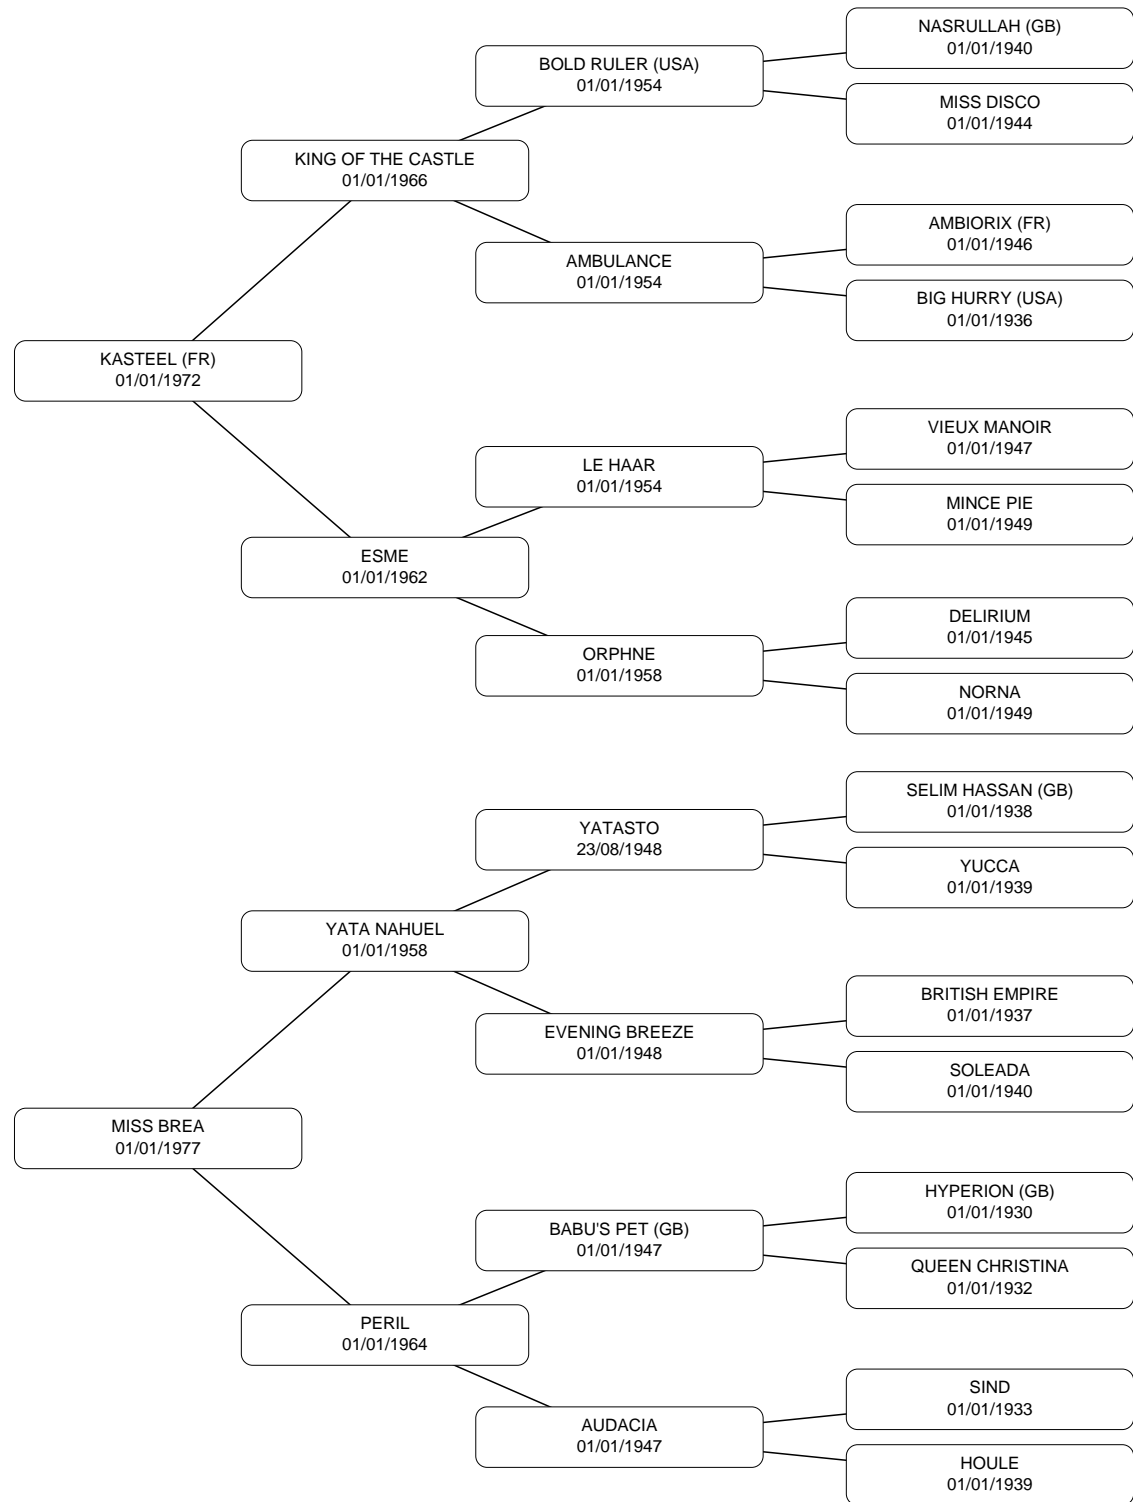 NASRULLAH (GB)
01/01/1940
BOLD RULER (USA)
01/01/1954
MISS DISCO
01/01/1944
KING OF THE CASTLE
01/01/1966
AMBIORIX (FR)
01/01/1946
AMBULANCE
01/01/1954
BIG HURRY (USA)
01/01/1936
KASTEEL (FR)
01/01/1972
VIEUX MANOIR
01/01/1947
LE HAAR
01/01/1954
MINCE PIE
01/01/1949
ESME
01/01/1962
DELIRIUM
01/01/1945
ORPHNE
01/01/1958
NORNA
01/01/1949
SELIM HASSAN (GB)
01/01/1938
YATASTO
23/08/1948
YUCCA
01/01/1939
YATA NAHUEL
01/01/1958
BRITISH EMPIRE
01/01/1937
EVENING BREEZE
01/01/1948
SOLEADA
01/01/1940
MISS BREA
01/01/1977
HYPERION (GB)
01/01/1930
BABU'S PET (GB)
01/01/1947
QUEEN CHRISTINA
01/01/1932
PERIL
01/01/1964
SIND
01/01/1933
AUDACIA
01/01/1947
HOULE
01/01/1939